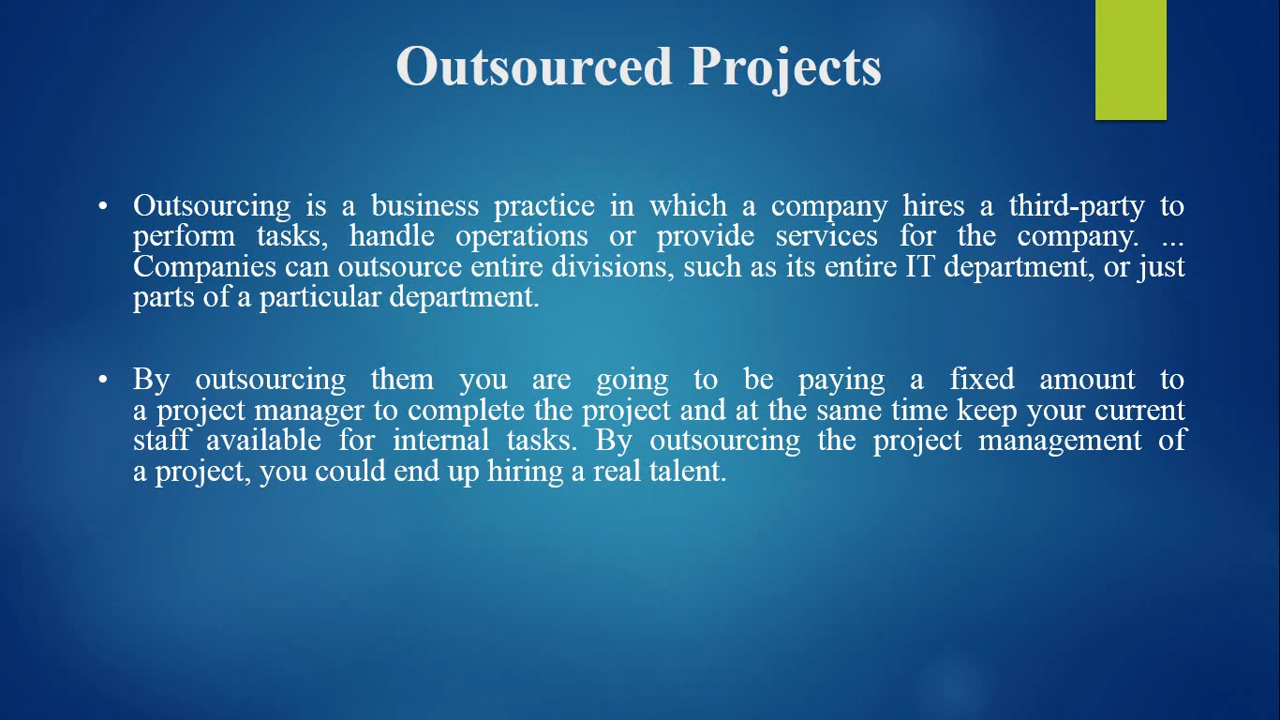 Outsourced Projects
• Outsourcing is a business practice in which a company hires a third-party to
perform tasks, handle operations or provide services for the company. ...
Companies can outsource entire divisions, such as its entire IT department, or just
parts of a particular department.
• By outsourcing them you are going to be paying a fixed amount to
a project manager to complete the project and at the same time keep your current
staff available for internal tasks. By outsourcing the project management of
a project, you could end up hiring a real talent.